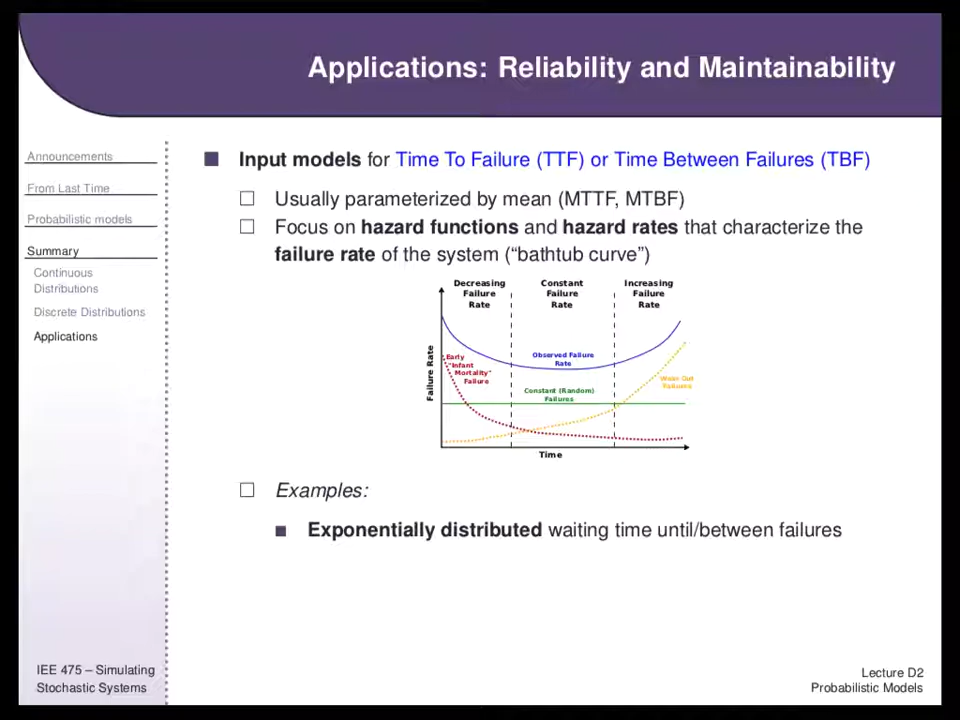 Applications: Reliability and Maintainability
Announcements
From Last Time
Probabilistic models
Summary
Continuous
Distributions
Discrete Distributions
Applications
Input models for Time To Failure (TTF) or Time Between Failures (TBF)
Usually parameterized by mean (MTTF, MTBF)
Focus on hazard functions and hazard rates that characterize the
failure rate of the system (“bathtub curve”)
Decreasing
Failure
Rate
Constant
Failure
Rate
Increasing
Failure
Rate
Failure Rate
Early
"Infant
Mortality"
Failure
Observed Failure
Rate
Constant (Random)
Failures
Wear Out
Failures
Time
Examples:
Exponentially distributed waiting time until/between failures
IEE 475 – Simulating
Stochastic Systems
Lecture D2
Probabilistic Models